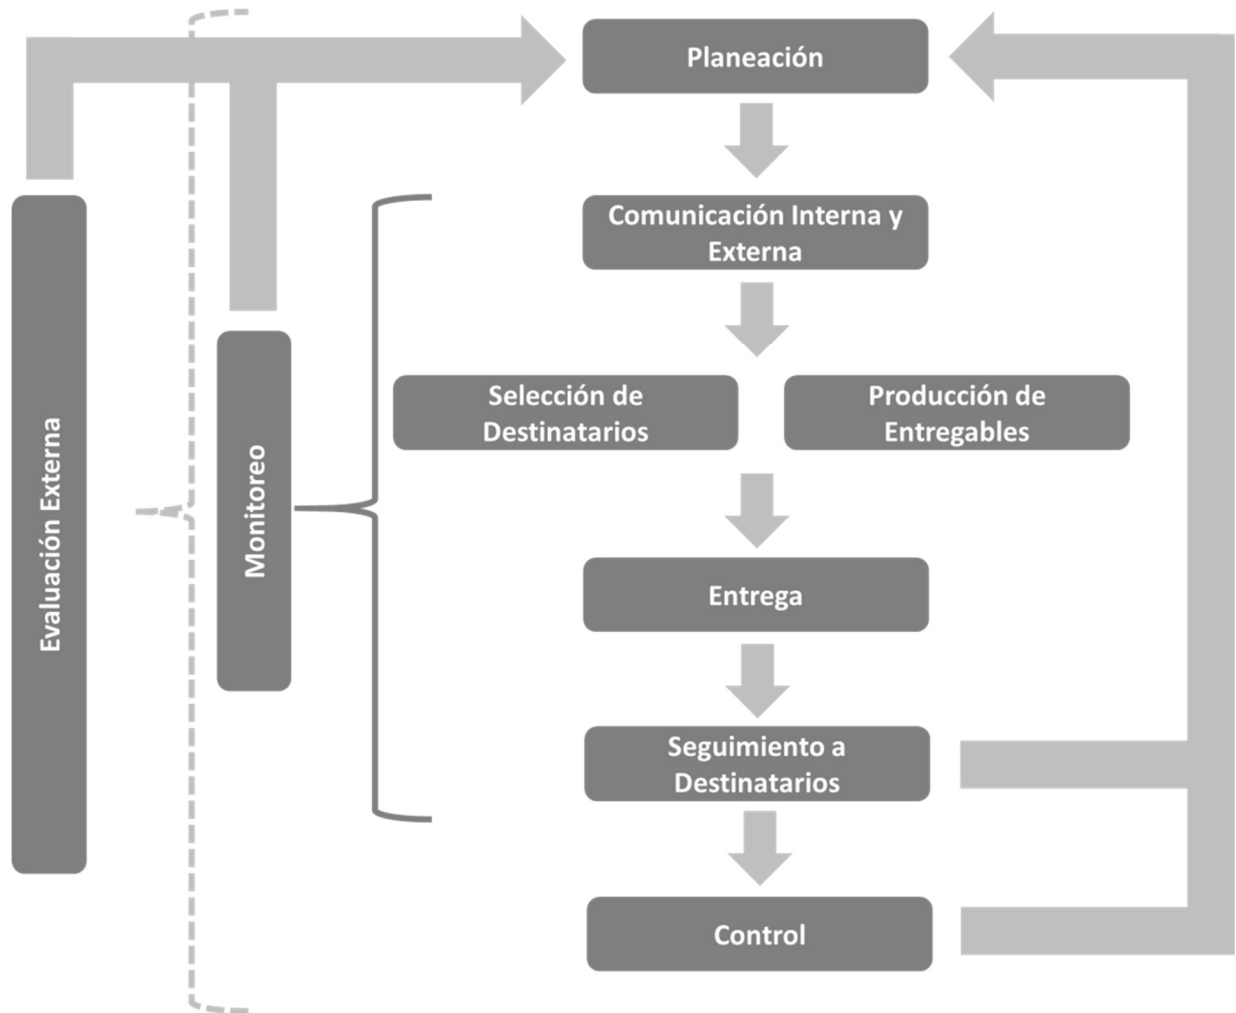 Planeación
Comunicación Interna y
Externa
Selección de
Destinatarios
Producción de
Entregables
Entrega
Seguimiento a
Destinatarios
Control
Monitoreo
Evaluación Externa